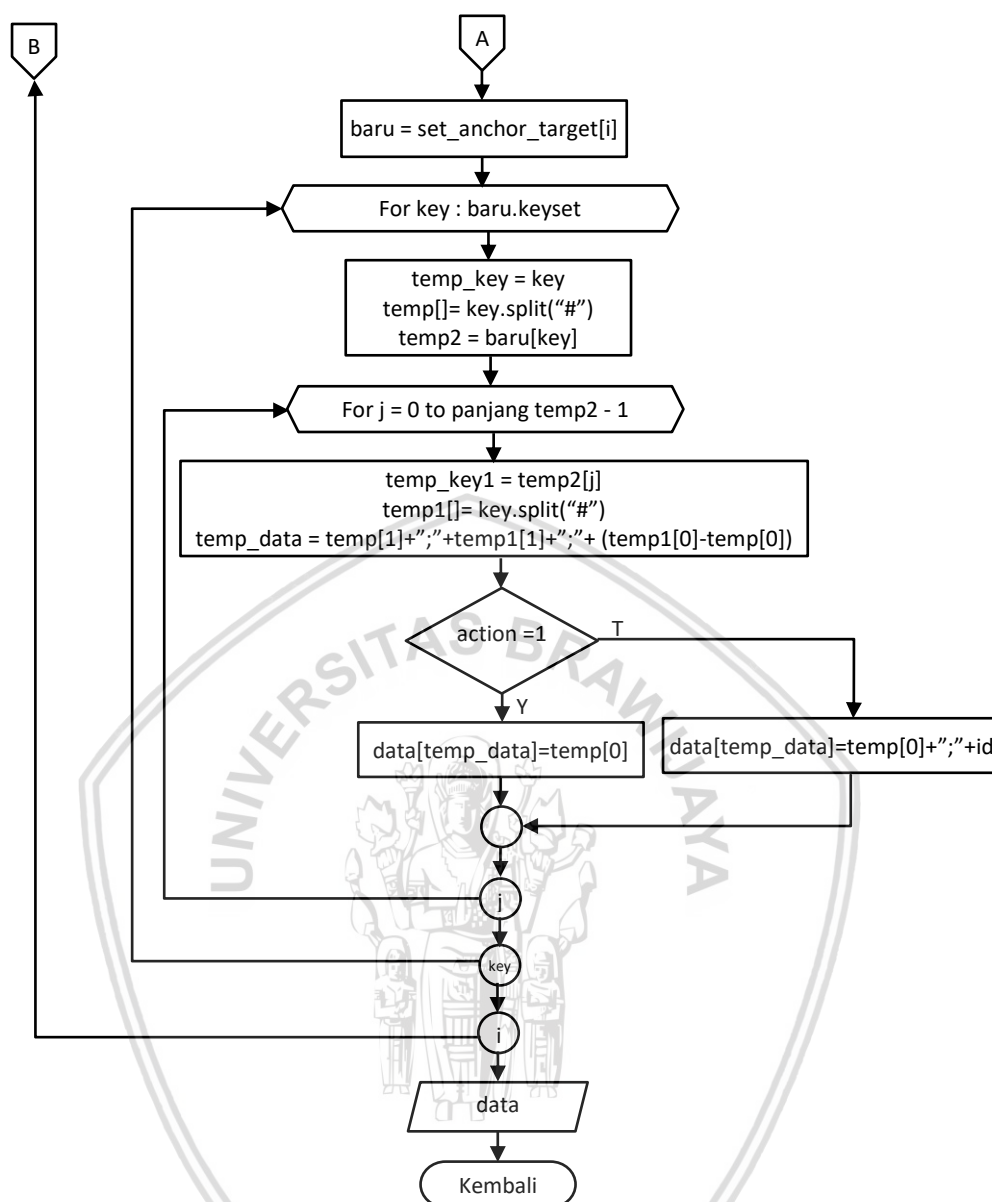 B
A
baru = set_anchor_target[i]
For key : baru.keyset
temp_key = key
temp[]= key.split(“#”)
temp2 = baru[key]
For j = 0 to panjang temp2 - 1
temp_key1 = temp2[j]
temp1[]= key.split(“#”)
temp_data = temp[1]+”;”+temp1[1]+”;”+ (temp1[0]-temp[0])
action =1
T
Y
data[temp_data]=temp[0]
data[temp_data]=temp[0]+”;”+id
j
key
i
data
Kembali
UNIVERSITAS BRAWIJAYA